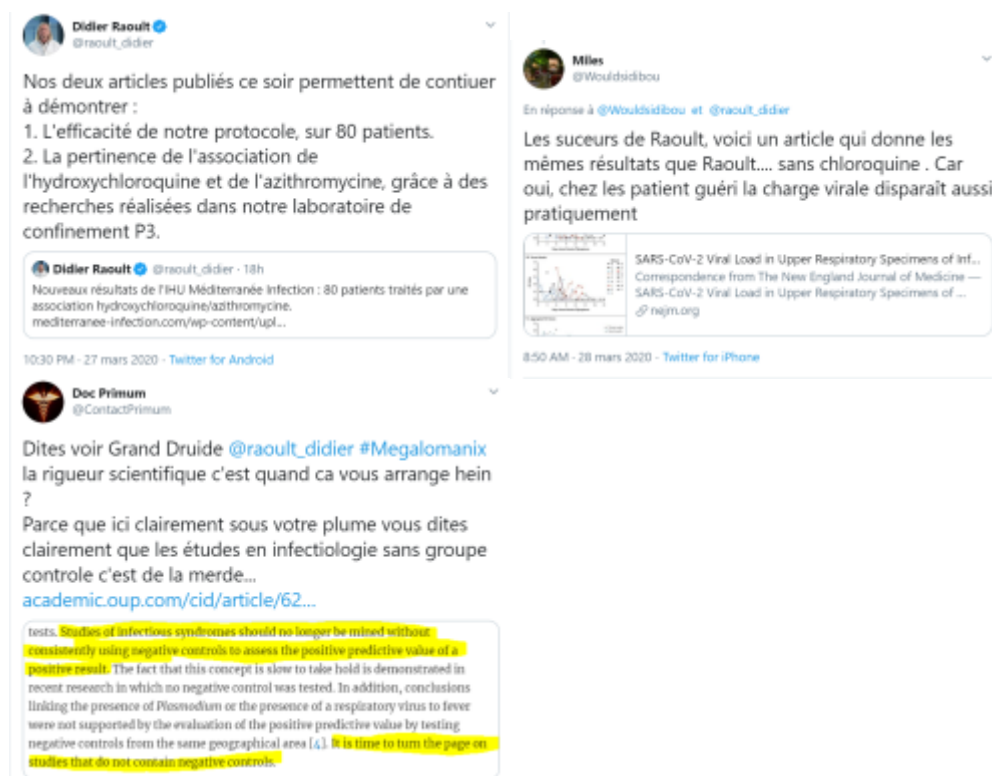 Didier Raoult
@raoult_didier
Nos deux articles publiés ce soir permettent de contiuer
à démontrer :
1. L'efficacité de notre protocole, sur 80 patients.
2. La pertinence de l'association de
l'hydroxychloroquine et de l'azithromycine, grâce à des
recherches réalisées dans notre laboratoire de
confinement P3.
Didier Raoult @raoult_didier · 18h
Nouveaux résultats de l'IHU Méditerranée Infection : 80 patients traités par une
association hydroxychloroquine/azithromycine.
mediterranee-infection.com/wp-content/upl...
10:30 PM · 27 mars 2020 · Twitter for Android
Miles
@Wouldsidibou
En réponse à @Wouldsidibou et @raoult_didier
Les suceurs de Raoult, voici un article qui donne les
mêmes résultats que Raoult.... sans chloroquine . Car
oui, chez les patient guéri la charge virale disparaît aussi
pratiquement
SARS-CoV-2 Viral Load in Upper Respiratory Specimens of Inf...
Correspondence from The New England Journal of Medicine —
SARS-CoV-2 Viral Load in Upper Respiratory Specimens of ...
nejm.org
8:50 AM · 28 mars 2020 · Twitter for iPhone
Doc Primum
@ContactPrimum
Dites voir Grand Druide @raoult_didier #Megalomanix
la rigueur scientifique c'est quand ca vous arrange hein
?
Parce que ici clairement sous votre plume vous dites
clairement que les études en infectiologie sans groupe
controle c'est de la merde...
academic.oup.com/cid/article/62...
tests. Studies of infectious syndromes should no longer be mined without
consistently using negative controls to assess the positive predictive value of a
positive result. The fact that this concept is slow to take hold is demonstrated in
recent research in which no negative control was tested. In addition, conclusions
linking the presence of Plasmodium or the presence of a respiratory virus to fever
were not supported by the evaluation of the positive predictive value by testing
negative controls from the same geographical area [4]. It is time to turn the page on
studies that do not contain negative controls.